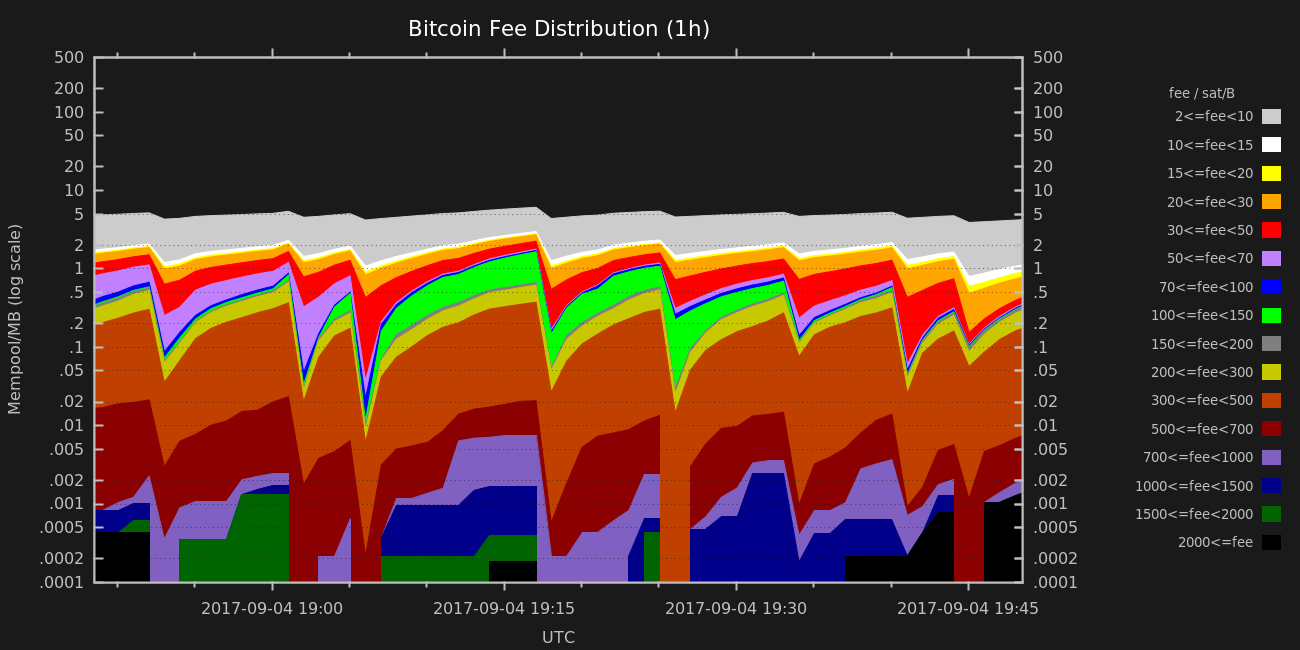 Bitcoin Fee Distribution (1h)
Mempool/MB (log scale)
500
200
100
50
20
10
5
2
1
.5
.2
.1
.05
.02
.01
.005
.002
.001
.0005
.0002
.0001
500
200
100
50
20
10
5
2
1
.5
.2
.1
.05
.02
.01
.005
.002
.001
.0005
.0002
.0001
2017-09-04 19:00
2017-09-04 19:15
2017-09-04 19:30
2017-09-04 19:45
UTC
fee / sat/B
2<=fee<10
10<=fee<15
15<=fee<20
20<=fee<30
30<=fee<50
50<=fee<70
70<=fee<100
100<=fee<150
150<=fee<200
200<=fee<300
300<=fee<500
500<=fee<700
700<=fee<1000
1000<=fee<1500
1500<=fee<2000
2000<=fee